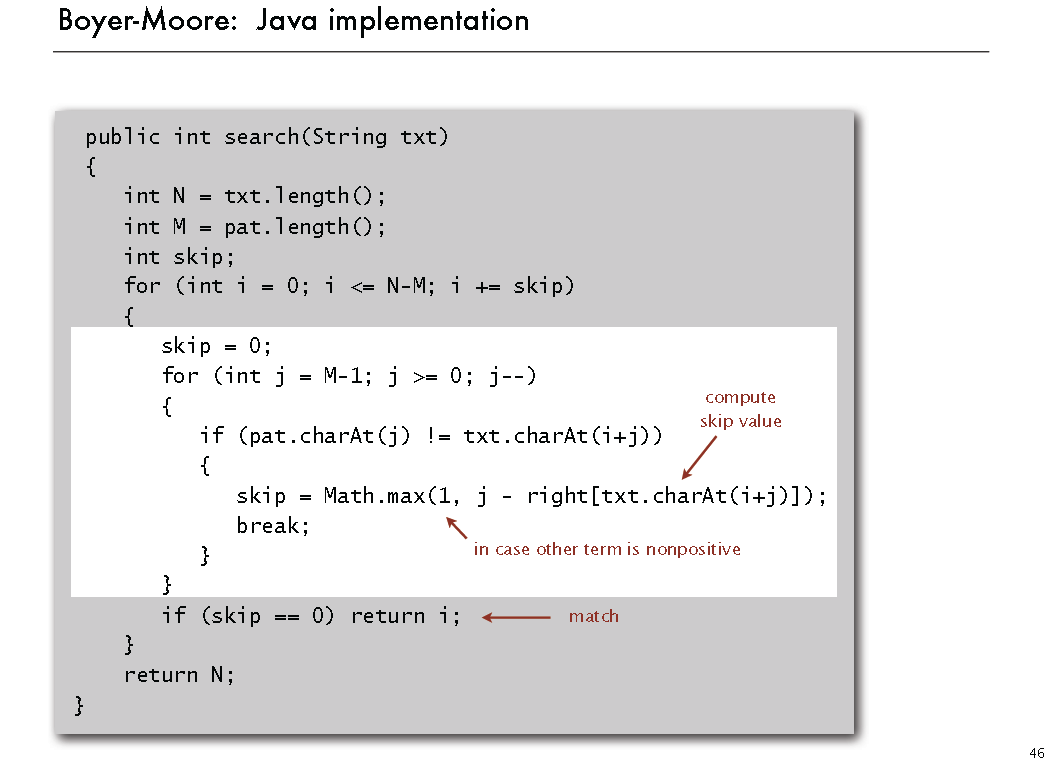 Boyer-Moore: Java implementation
public int search(String txt)
{
int N = txt.length();
int M = pat.length();
int skip;
for (int i = 0; i <= N-M; i += skip)
{
skip = 0;
for (int j = M-1; j >= 0; j--)
{
compute
skip value
if (pat.charAt(j) != txt.charAt(i+j))
{
skip = Math.max(1, j - right[txt.charAt(i+j)]);
break;
in case other term is nonpositive
}
}
if (skip == 0) return i;
match
}
return N;
}
46